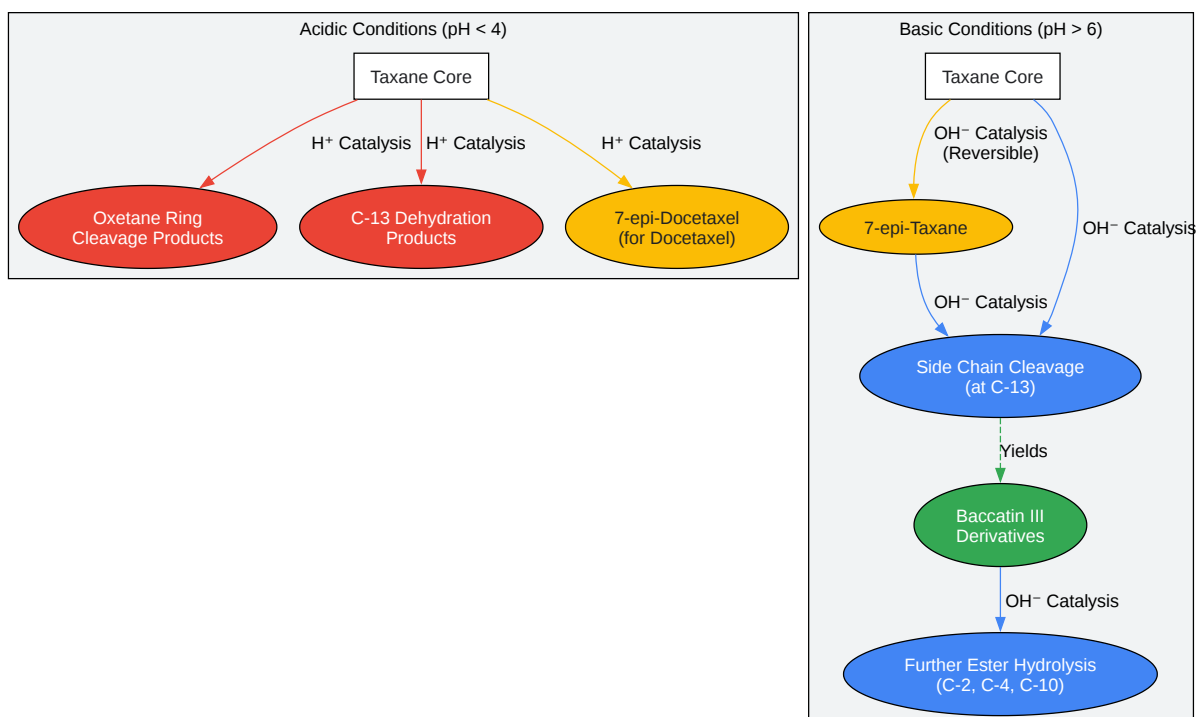 Acidic Conditions (pH < 4)
Taxane Core
H⁺ Catalysis
H⁺ Catalysis
H⁺ Catalysis
Oxetane Ring
Cleavage Products
C-13 Dehydration
Products
7-epi-Docetaxel
(for Docetaxel)
Basic Conditions (pH > 6)
Taxane Core
OH⁻ Catalysis
(Reversible)
7-epi-Taxane
OH⁻ Catalysis
OH⁻ Catalysis
Side Chain Cleavage
(at C-13)
Yields
Baccatin III
Derivatives
OH⁻ Catalysis
Further Ester Hydrolysis
(C-2, C-4, C-10)